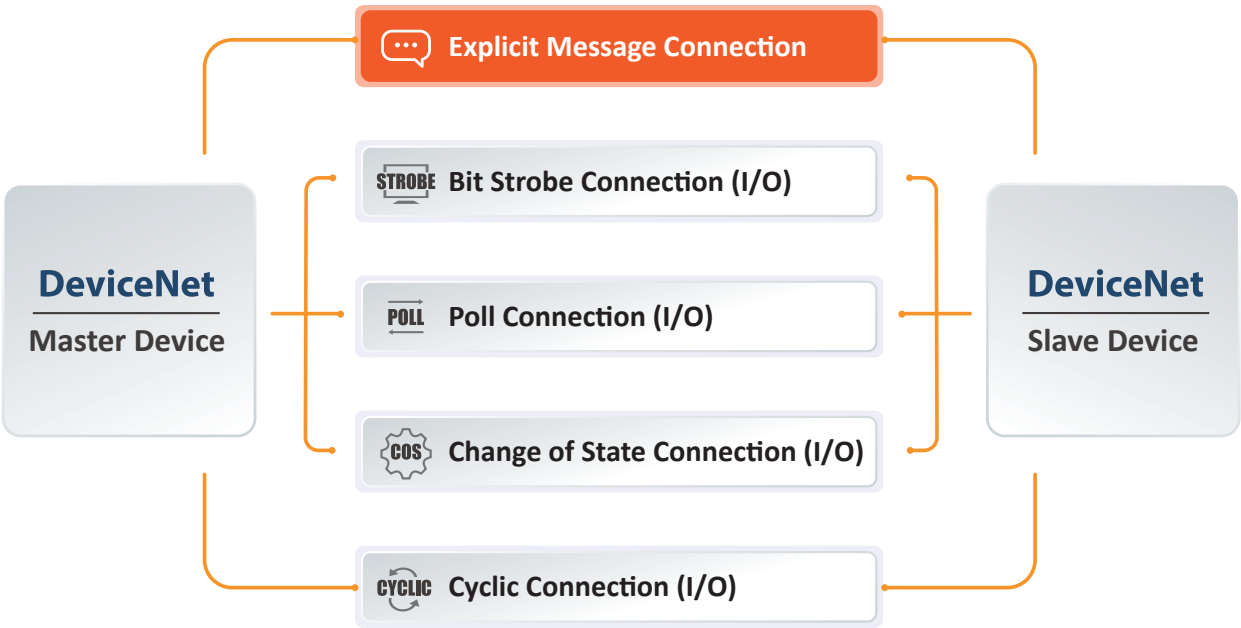 Explicit Message Connection
STROBE Bit Strobe Connection (I/O)
DeviceNet
Master Device
POLL Poll Connection (I/O)
DeviceNet
Slave Device
COS Change of State Connection (I/O)
CYCLIC Cyclic Connection (I/O)